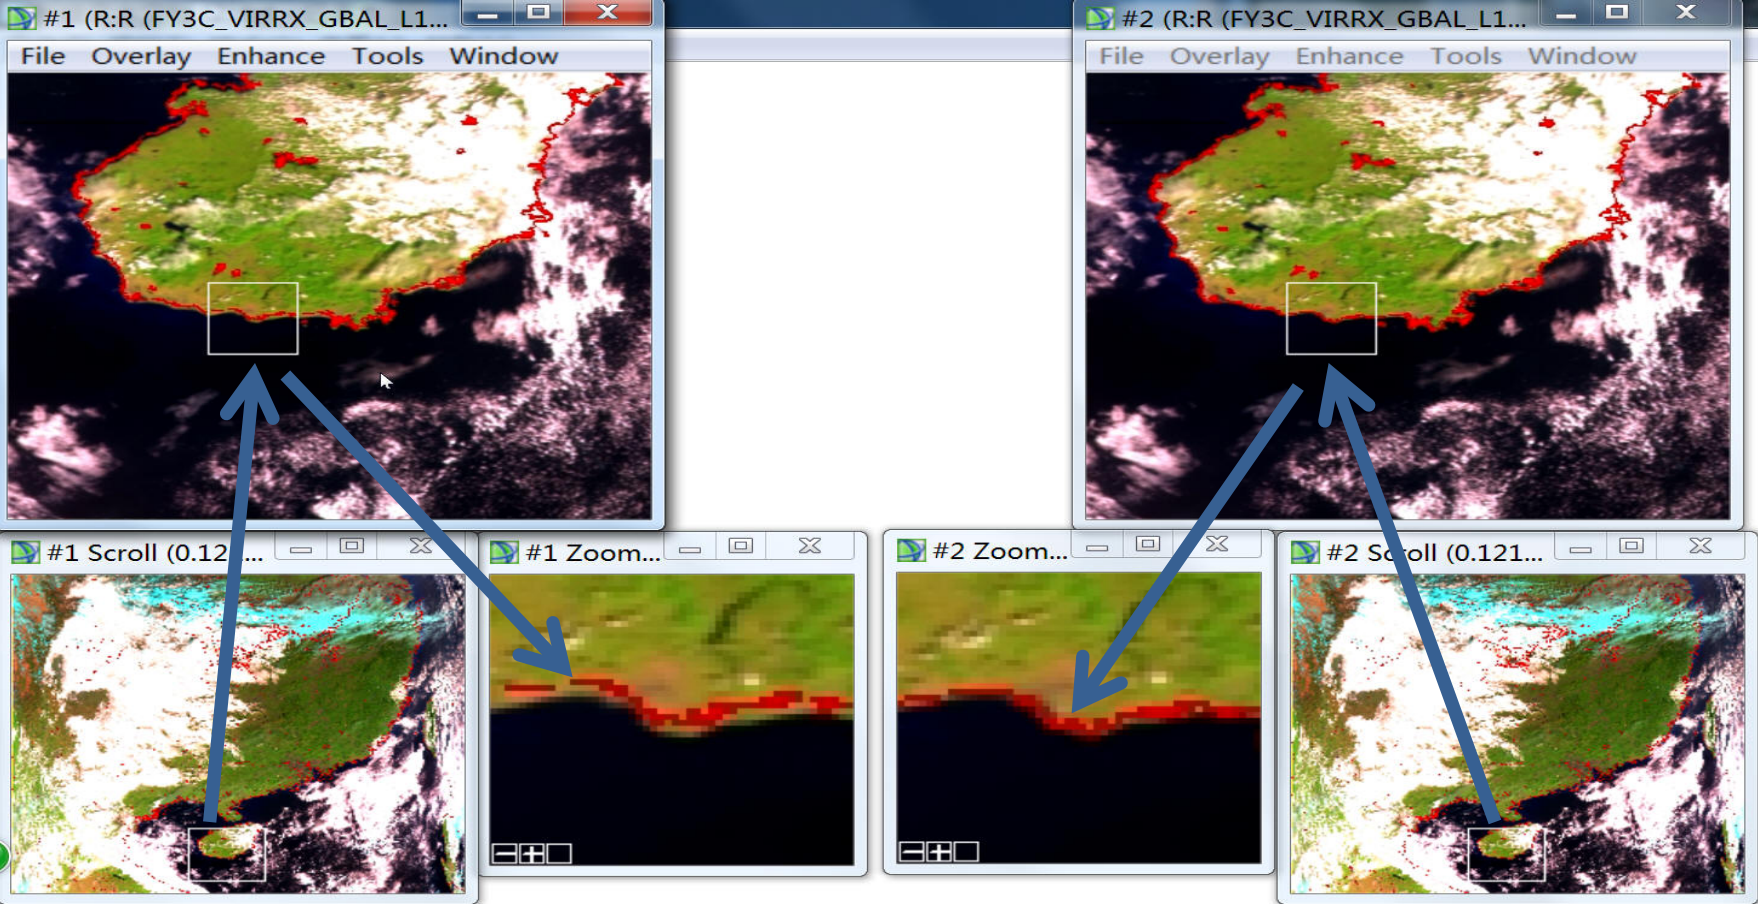 #1 (R:R (FY3C_VIRRX_GBAL_L1...
File Overlay Enhance Tools Window
#2 (R:R (FY3C_VIRRX_GBAL_L1...
File Overlay Enhance Tools Window
#1 Scroll (0.12...
#1 Zoom...
#2 Zoom...
#2 Scroll (0.121...